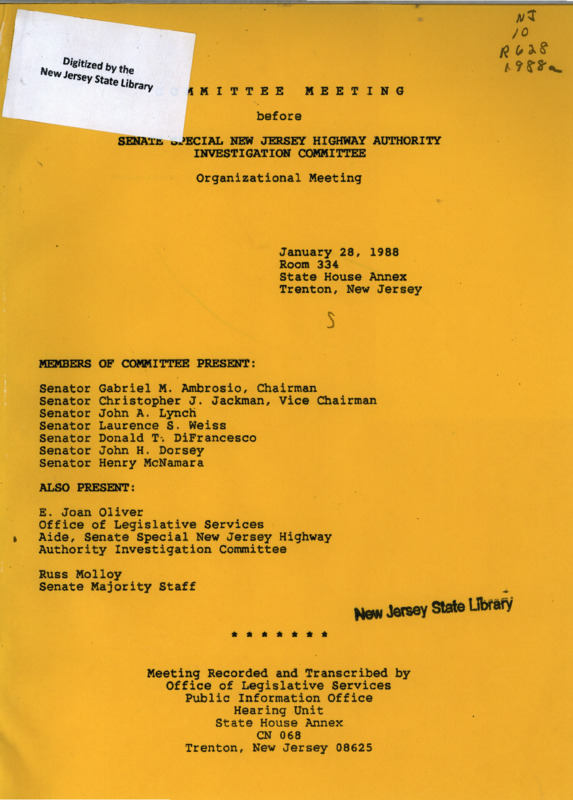 Digitized by the
New Jersey State Library
NJ
10
R628
1988a
MMITTEE MEETING
before
SENATE SPECIAL NEW JERSEY HIGHWAY AUTHORITY
INVESTIGATION COMMITTEE
Organizational Meeting
January 28, 1988
Room 334
State House Annex
Trenton, New Jersey
S
MEMBERS OF COMMITTEE PRESENT:
Senator Gabriel M. Ambrosio, Chairman
Senator Christopher J. Jackman, Vice Chairman
Senator John A. Lynch
Senator Laurence S. Weiss
Senator Donald T. DiFrancesco
Senator John H. Dorsey
Senator Henry McNamara
ALSO PRESENT:
E. Joan Oliver
Office of Legislative Services
Aide, Senate Special New Jersey Highway
Authority Investigation Committee
Russ Molloy
Senate Majority Staff
New Jersey State Library
* * * * * * *
Meeting Recorded and Transcribed by
Office of Legislative Services
Public Information Office
Hearing Unit
State House Annex
CN 068
Trenton, New Jersey 08625